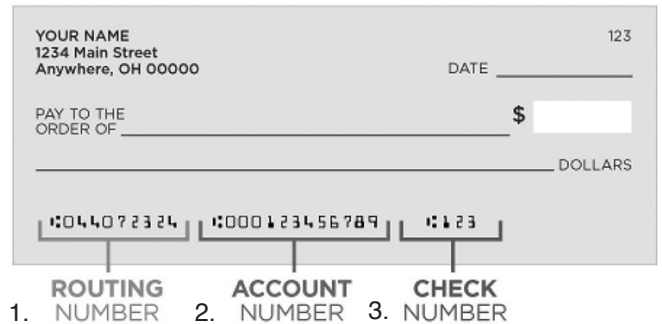 YOUR NAME 123
1234 Main Street
Anywhere, OH 00000
DATE
PAY TO THE
ORDER OF $
DOLLARS
⑆044072324 ⑆000123456789 ⑆123
ROUTING ACCOUNT CHECK
1. NUMBER 2. NUMBER 3. NUMBER